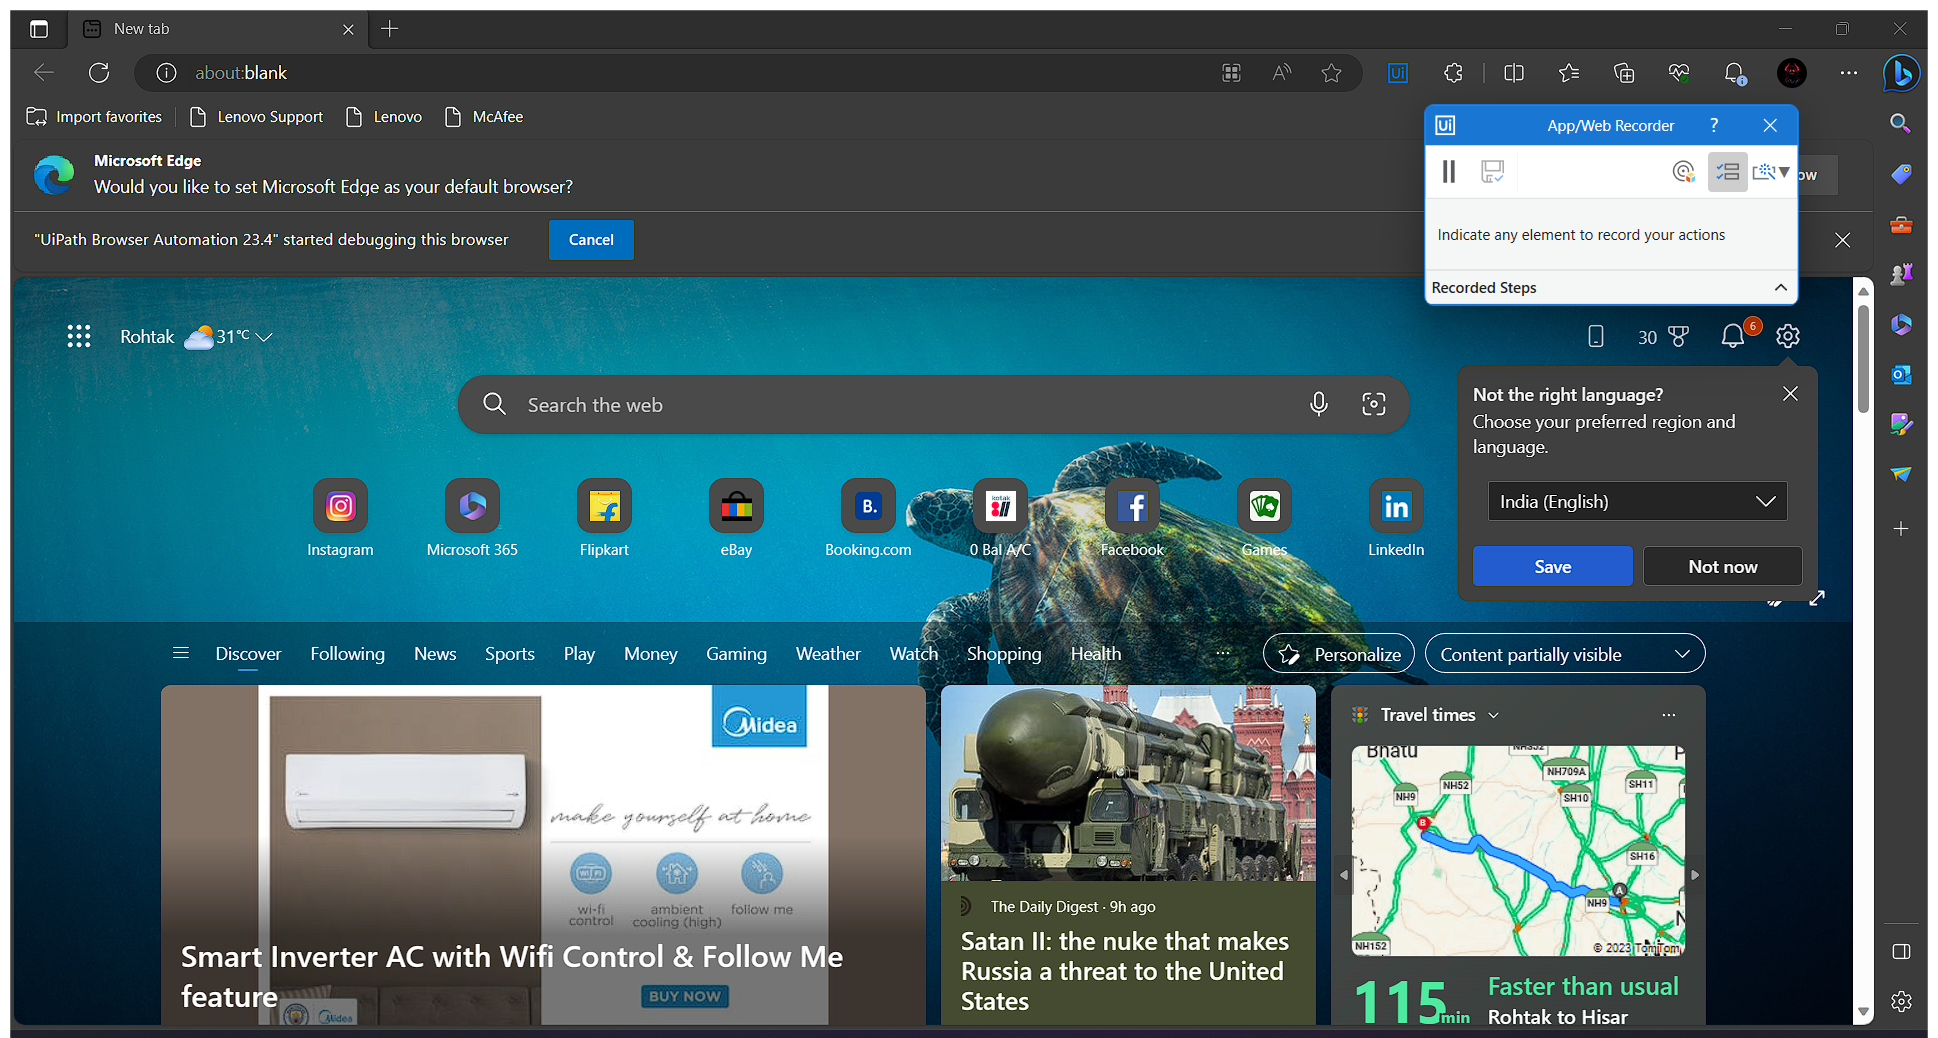 New tab
about:blank
Import favorites
Lenovo Support
Lenovo
McAfee
Ui
App/Web Recorder
?
Microsoft Edge
Would you like to set Microsoft Edge as your default browser?
ow
"UiPath Browser Automation 23.4" started debugging this browser
Cancel
Indicate any element to record your actions
Recorded Steps
Rohtak
31°C
30
6
Search the web
Not the right language?
Choose your preferred region and
language.
India (English)
Save
Not now
Instagram
Microsoft 365
Flipkart
eBay
B.
Booking.com
kotak
811
0 Bal A/C
Facebook
Games
in
LinkedIn
Discover
Following
News
Sports
Play
Money
Gaming
Weather
Watch
Shopping
Health
...
Personalize
Content partially visible
Midea
make yourself at home
wi-fi
control
ambient
cooling (high)
follow me
Smart Inverter AC with Wifi Control & Follow Me
feature
BUY NOW
Midea
The Daily Digest · 9h ago
Satan II: the nuke that makes
Russia a threat to the United
States
Travel times
Bhatu
NH352
NH709A
SH11
NH52
NH9
SH10
B
SH16
A
NH9
NH152
© 2023 TomTom
115 min
Faster than usual
Rohtak to Hisar